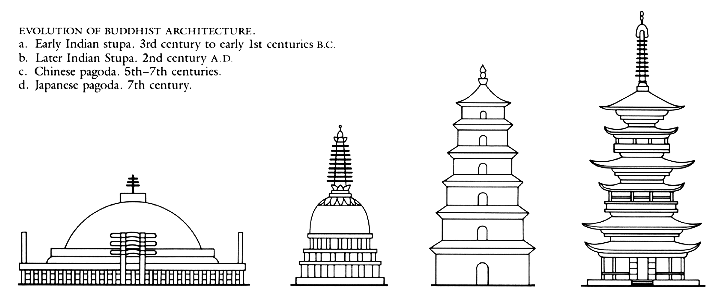 EVOLUTION OF BUDDHIST ARCHITECTURE.
a. Early Indian stupa. 3rd century to early 1st centuries B.C.
b. Later Indian Stupa. 2nd century A.D.
c. Chinese pagoda. 5th–7th centuries.
d. Japanese pagoda. 7th century.